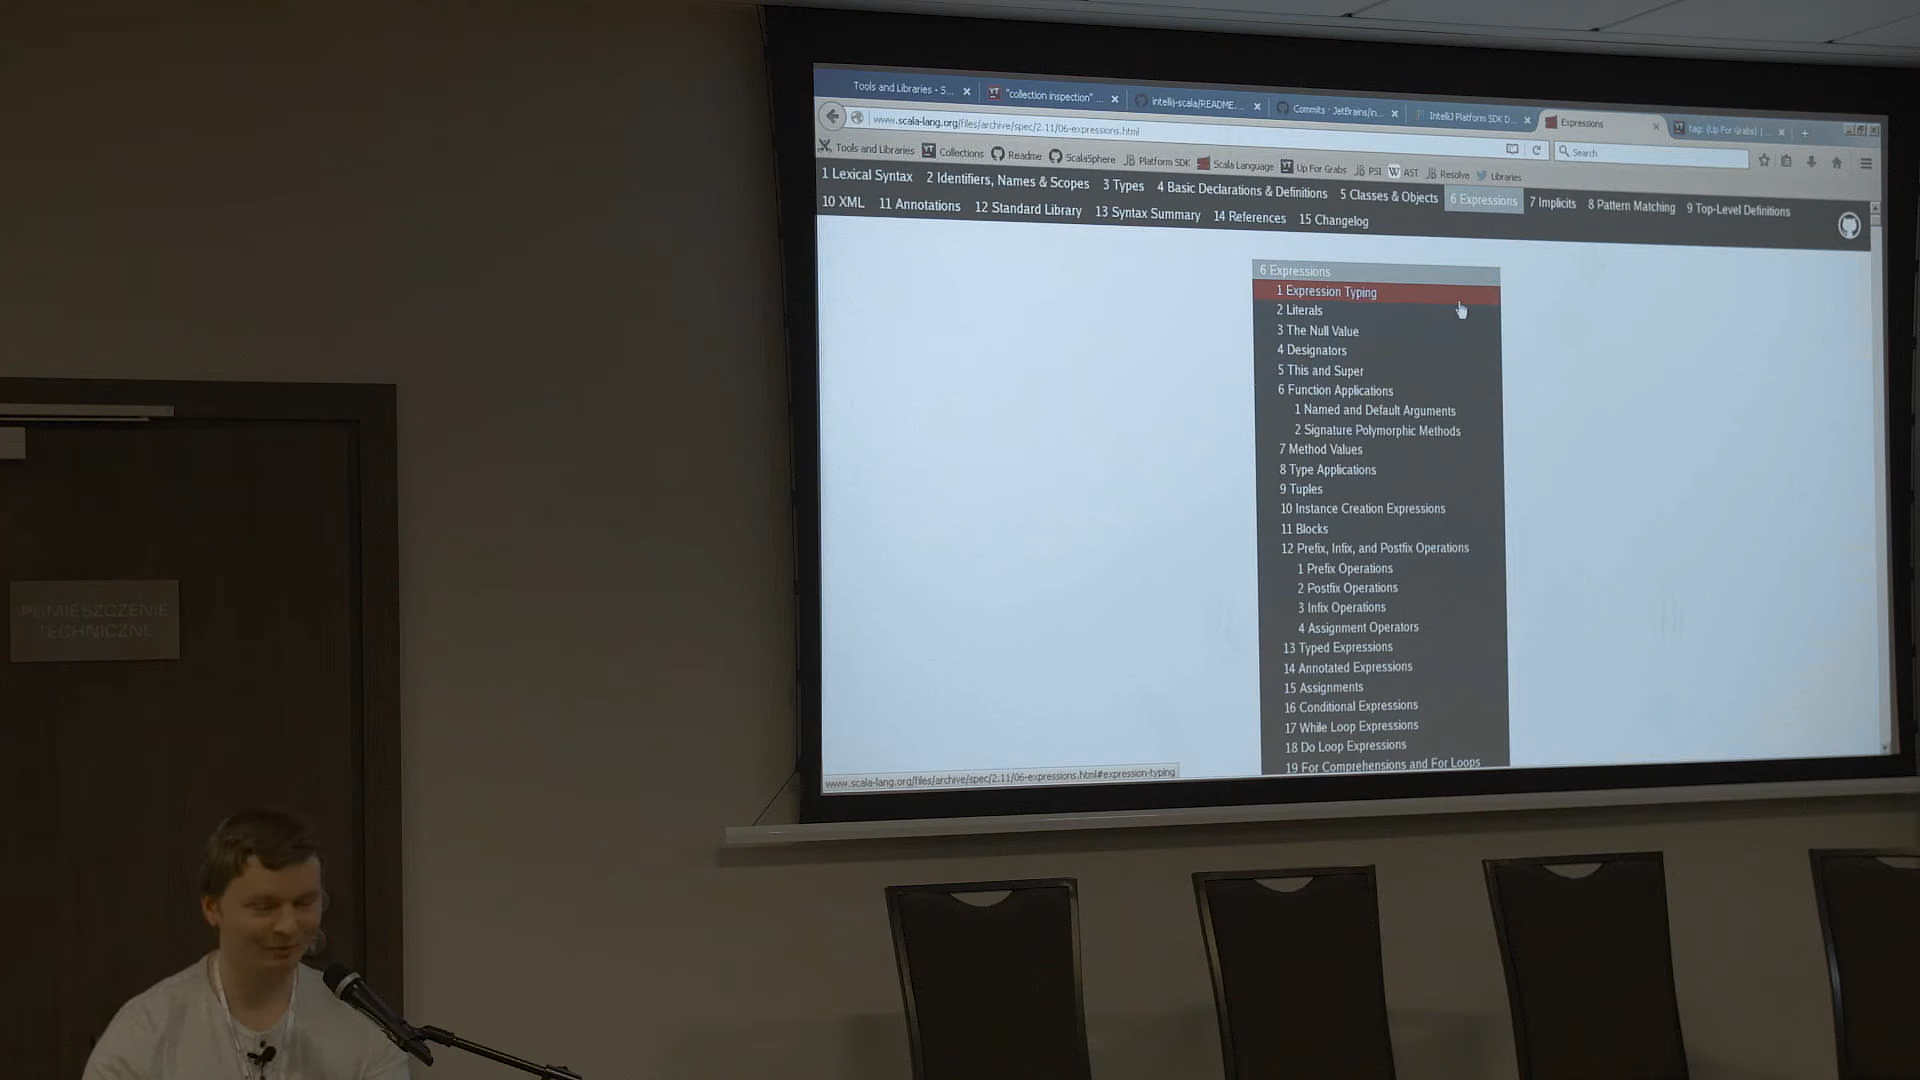 Tools and Libraries - S...
"collection inspection" ...
intellij-scala/README....
Commits · JetBrains/in...
IntelliJ Platform SDK D...
Expressions
tag: {Up For Grabs} | ...
www.scala-lang.org/files/archive/spec/2.11/06-expressions.html
Search
Tools and Libraries
Collections
Readme
ScalaSphere
Platform SDK
Scala Language
Up For Grabs
PSI
AST
Resolve
Libraries
1 Lexical Syntax 2 Identifiers, Names & Scopes 3 Types 4 Basic Declarations & Definitions 5 Classes & Objects 6 Expressions 7 Implicits 8 Pattern Matching 9 Top-Level Definitions
10 XML 11 Annotations 12 Standard Library 13 Syntax Summary 14 References 15 Changelog
6 Expressions
1 Expression Typing
2 Literals
3 The Null Value
4 Designators
5 This and Super
6 Function Applications
1 Named and Default Arguments
2 Signature Polymorphic Methods
7 Method Values
8 Type Applications
9 Tuples
10 Instance Creation Expressions
11 Blocks
12 Prefix, Infix, and Postfix Operations
1 Prefix Operations
2 Postfix Operations
3 Infix Operations
4 Assignment Operators
13 Typed Expressions
14 Annotated Expressions
15 Assignments
16 Conditional Expressions
17 While Loop Expressions
18 Do Loop Expressions
19 For Comprehensions and For Loops
www.scala-lang.org/files/archive/spec/2.11/06-expressions.html#expression-typing
POMIESZCZENIE
TECHNICZNE